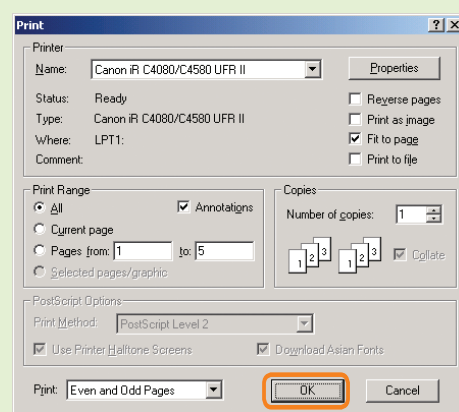 Print
Printer
Name: Canon iR C4080/C4580 UFR II Properties
Status: Ready Reverse pages
Type: Canon iR C4080/C4580 UFR II Print as image
Where: LPT1: Fit to page
Comment: Print to file
Print Range Copies
All Annotations Number of copies: 1
Current page
Pages from: 1 to: 5 1 2 3 1 2 3 Collate
Selected pages/graphic
PostScript Options
Print Method: PostScript Level 2
Use Printer Halftone Screens Download Asian Fonts
Print: Even and Odd Pages OK Cancel